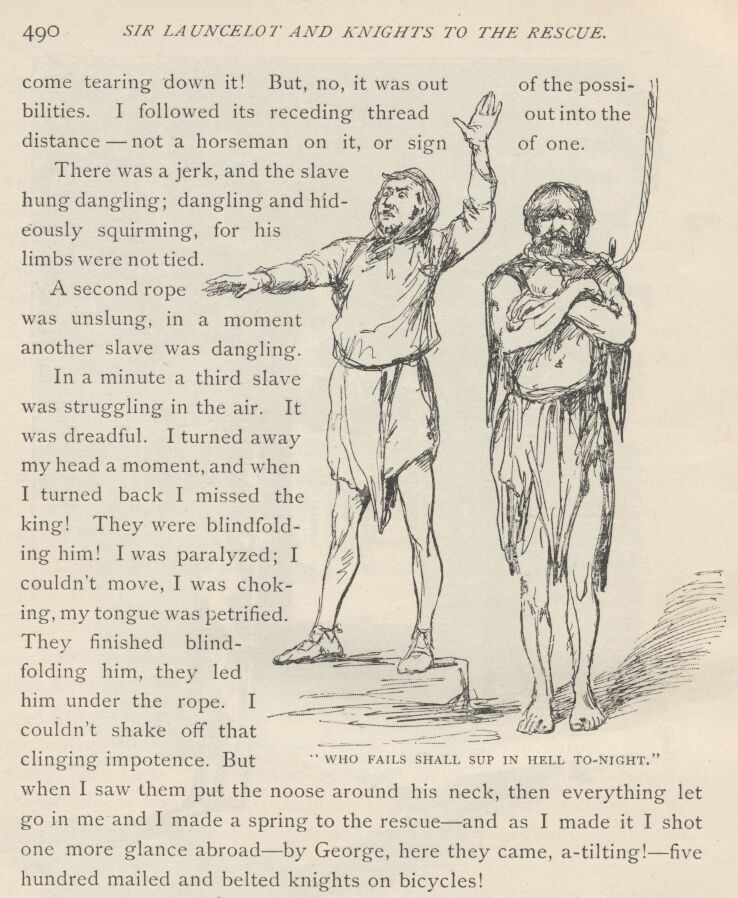 490 SIR LAUNCELOT AND KNIGHTS TO THE RESCUE.
come tearing down it! But, no, it was out of the possi-
bilities. I followed its receding thread out into the
distance — not a horseman on it, or sign of one.
There was a jerk, and the slave
hung dangling; dangling and hid-
eously squirming, for his
limbs were not tied.
A second rope
was unslung, in a moment
another slave was dangling.
In a minute a third slave
was struggling in the air. It
was dreadful. I turned away
my head a moment, and when
I turned back I missed the
king! They were blindfold-
ing him! I was paralyzed; I
couldn't move, I was chok-
ing, my tongue was petrified.
They finished blind-
folding him, they led
him under the rope. I
couldn't shake off that
clinging impotence. But
"WHO FAILS SHALL SUP IN HELL TO-NIGHT."
when I saw them put the noose around his neck, then everything let
go in me and I made a spring to the rescue—and as I made it I shot
one more glance abroad—by George, here they came, a-tilting!—five
hundred mailed and belted knights on bicycles!